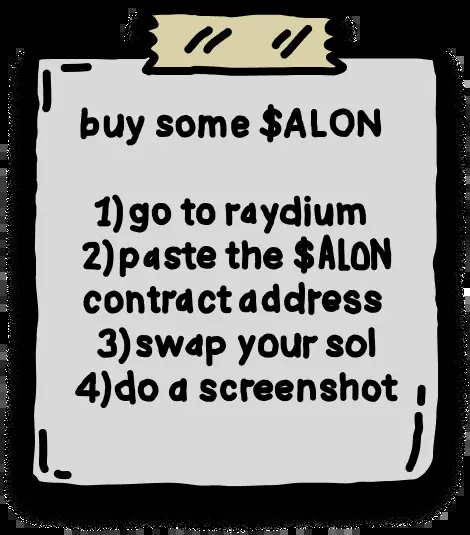 buy some $ALON
1)go to raydium
2)paste the $ALON
contract address
3)swap your sol
4)do a screenshot